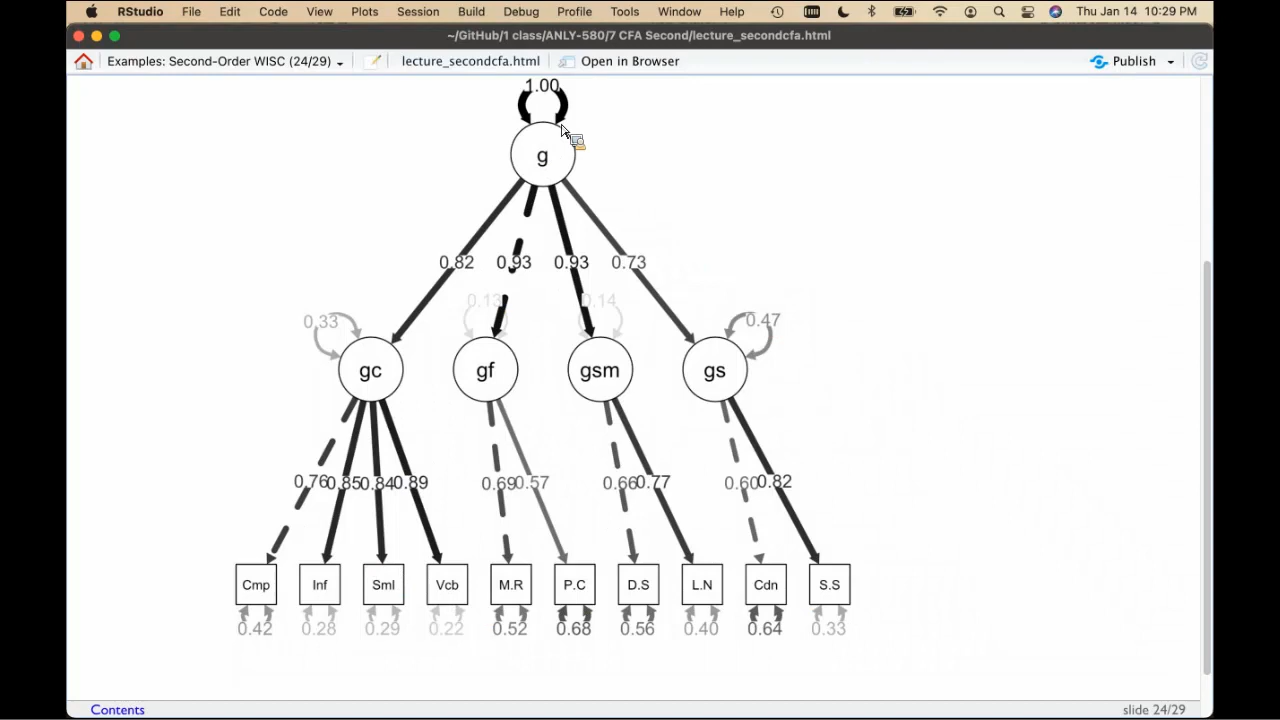 RStudio File Edit Code View Plots Session Build Debug Profile Tools Window Help Thu Jan 14 10:29 PM
~/GitHub/1 class/ANLY-580/7 CFA Second/lecture_secondcfa.html
Examples: Second-Order WISC (24/29) lecture_secondcfa.html Open in Browser Publish
1.00
g
0.82 0.93 0.93 0.73
0.13 0.14
0.33 0.47
gc gf gsm gs
0.76 0.85 0.84 0.89 0.69 0.57 0.66 0.77 0.60 0.82
Cmp Inf Sml Vcb M.R P.C D.S L.N Cdn S.S
0.42 0.28 0.29 0.22 0.52 0.68 0.56 0.40 0.64 0.33
Contents slide 24/29